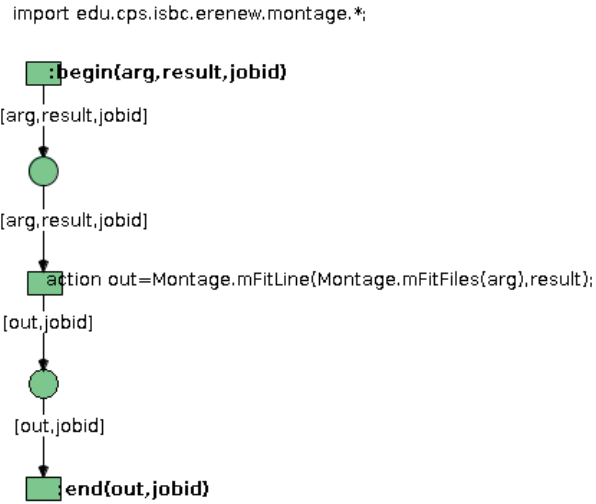 import edu.cps.isbc.erenew.montage.*;
:begin(arg,result,jobid)
[arg,result,jobid]
[arg,result,jobid]
action out=Montage.mFitLine(Montage.mFitFiles(arg),result);
[out,jobid]
[out,jobid]
:end(out,jobid)